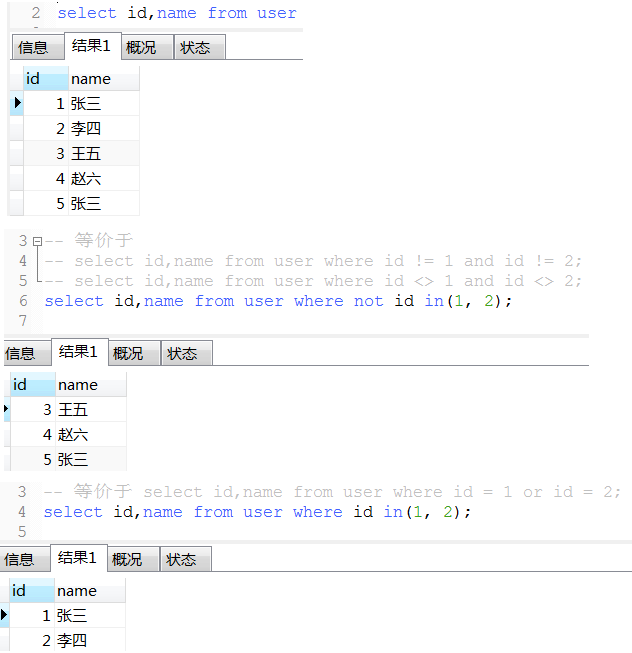 2 select id,name from user
信息 结果1 概况 状态
id name
1 张三
2 李四
3 王五
4 赵六
5 张三
3 -- 等价于
4 -- select id,name from user where id != 1 and id != 2;
5 -- select id,name from user where id <> 1 and id <> 2;
6 select id,name from user where not id in(1, 2);
7
信息 结果1 概况 状态
id name
3 王五
4 赵六
5 张三
3 -- 等价于 select id,name from user where id = 1 or id = 2;
4 select id,name from user where id in(1, 2);
5
信息 结果1 概况 状态
id name
1 张三
2 李四